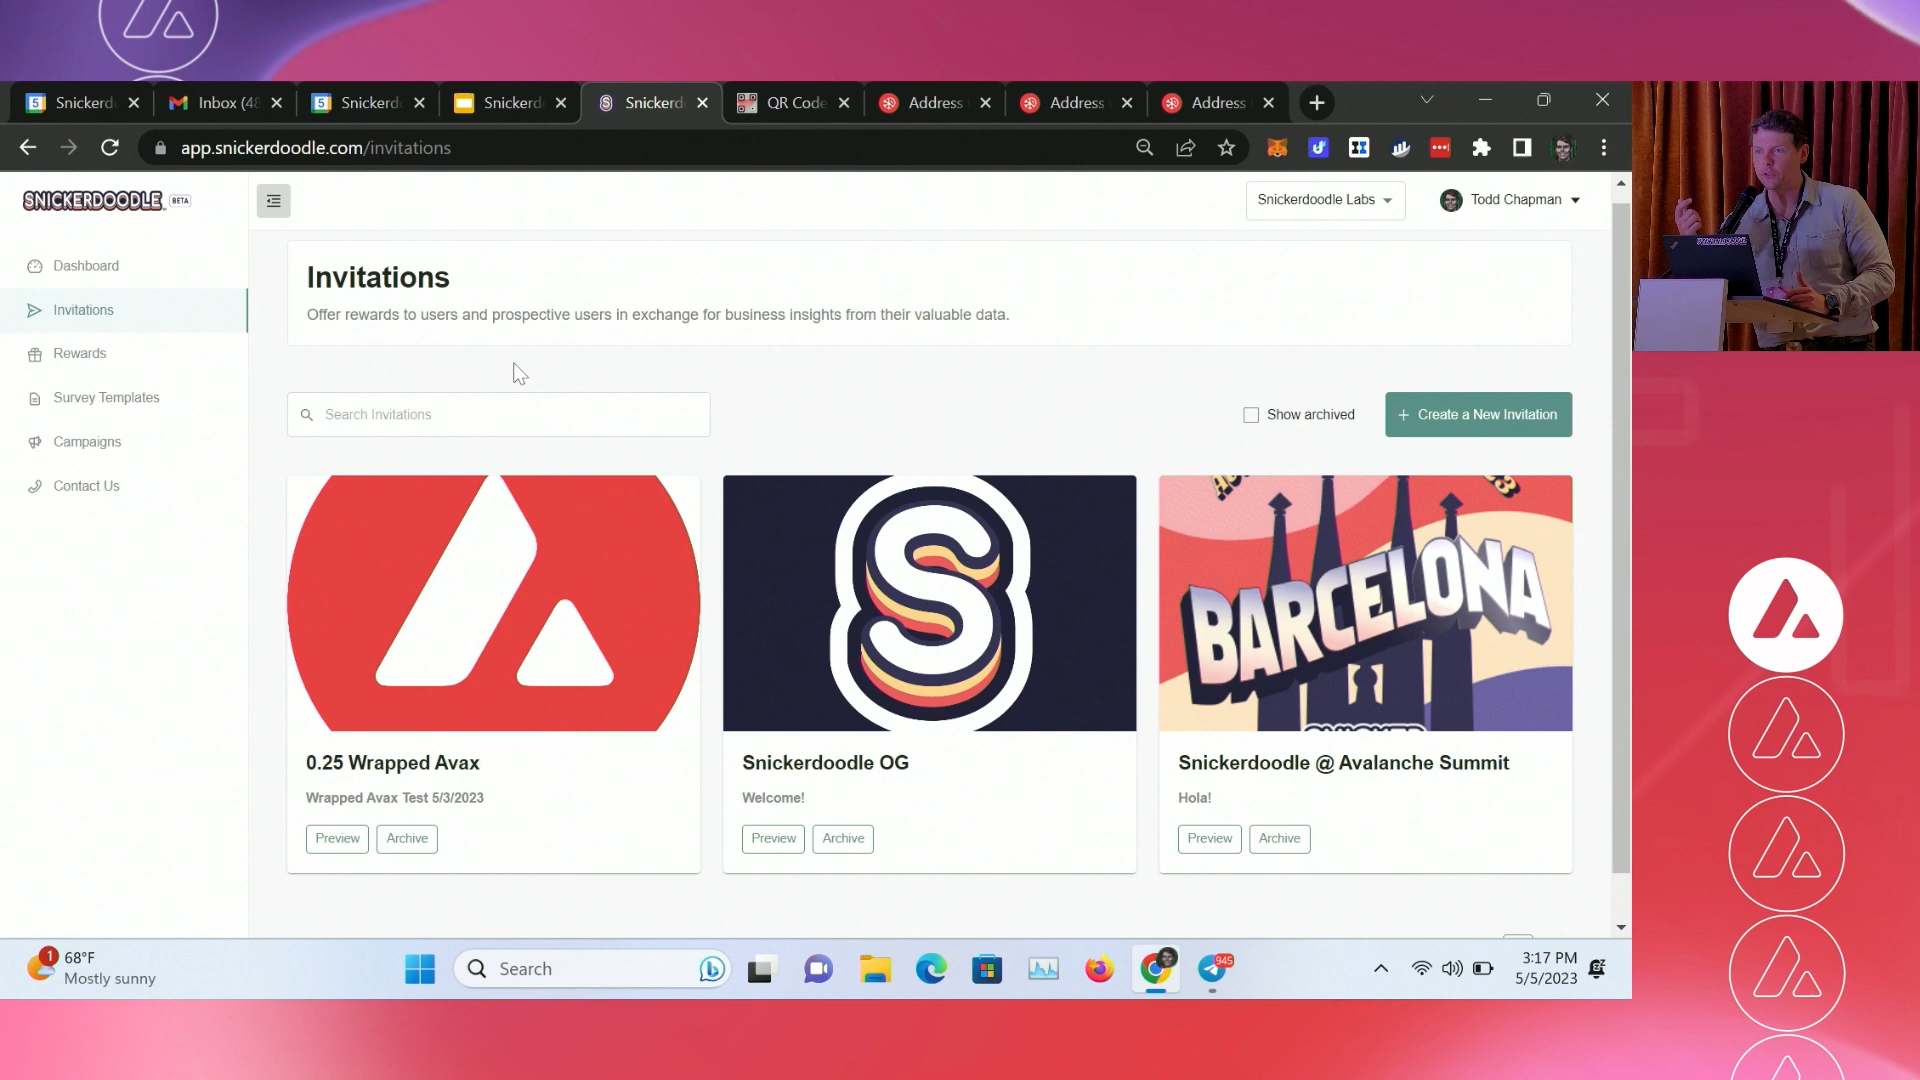 Snickerd
Inbox (48
Snickerd
Snickerd
Snickerd
QR Code
Address
Address
Address
app.snickerdoodle.com/invitations
SNICKERDOODLE BETA
Snickerdoodle Labs
Todd Chapman
Dashboard
Invitations
Rewards
Survey Templates
Campaigns
Contact Us
Invitations
Offer rewards to users and prospective users in exchange for business insights from their valuable data.
Search Invitations
Show archived
+ Create a New Invitation
S
BARCELONA
0.25 Wrapped Avax
Wrapped Avax Test 5/3/2023
Preview
Archive
Snickerdoodle OG
Welcome!
Preview
Archive
Snickerdoodle @ Avalanche Summit
Hola!
Preview
Archive
1
68°F
Mostly sunny
Search
945
3:17 PM
5/5/2023